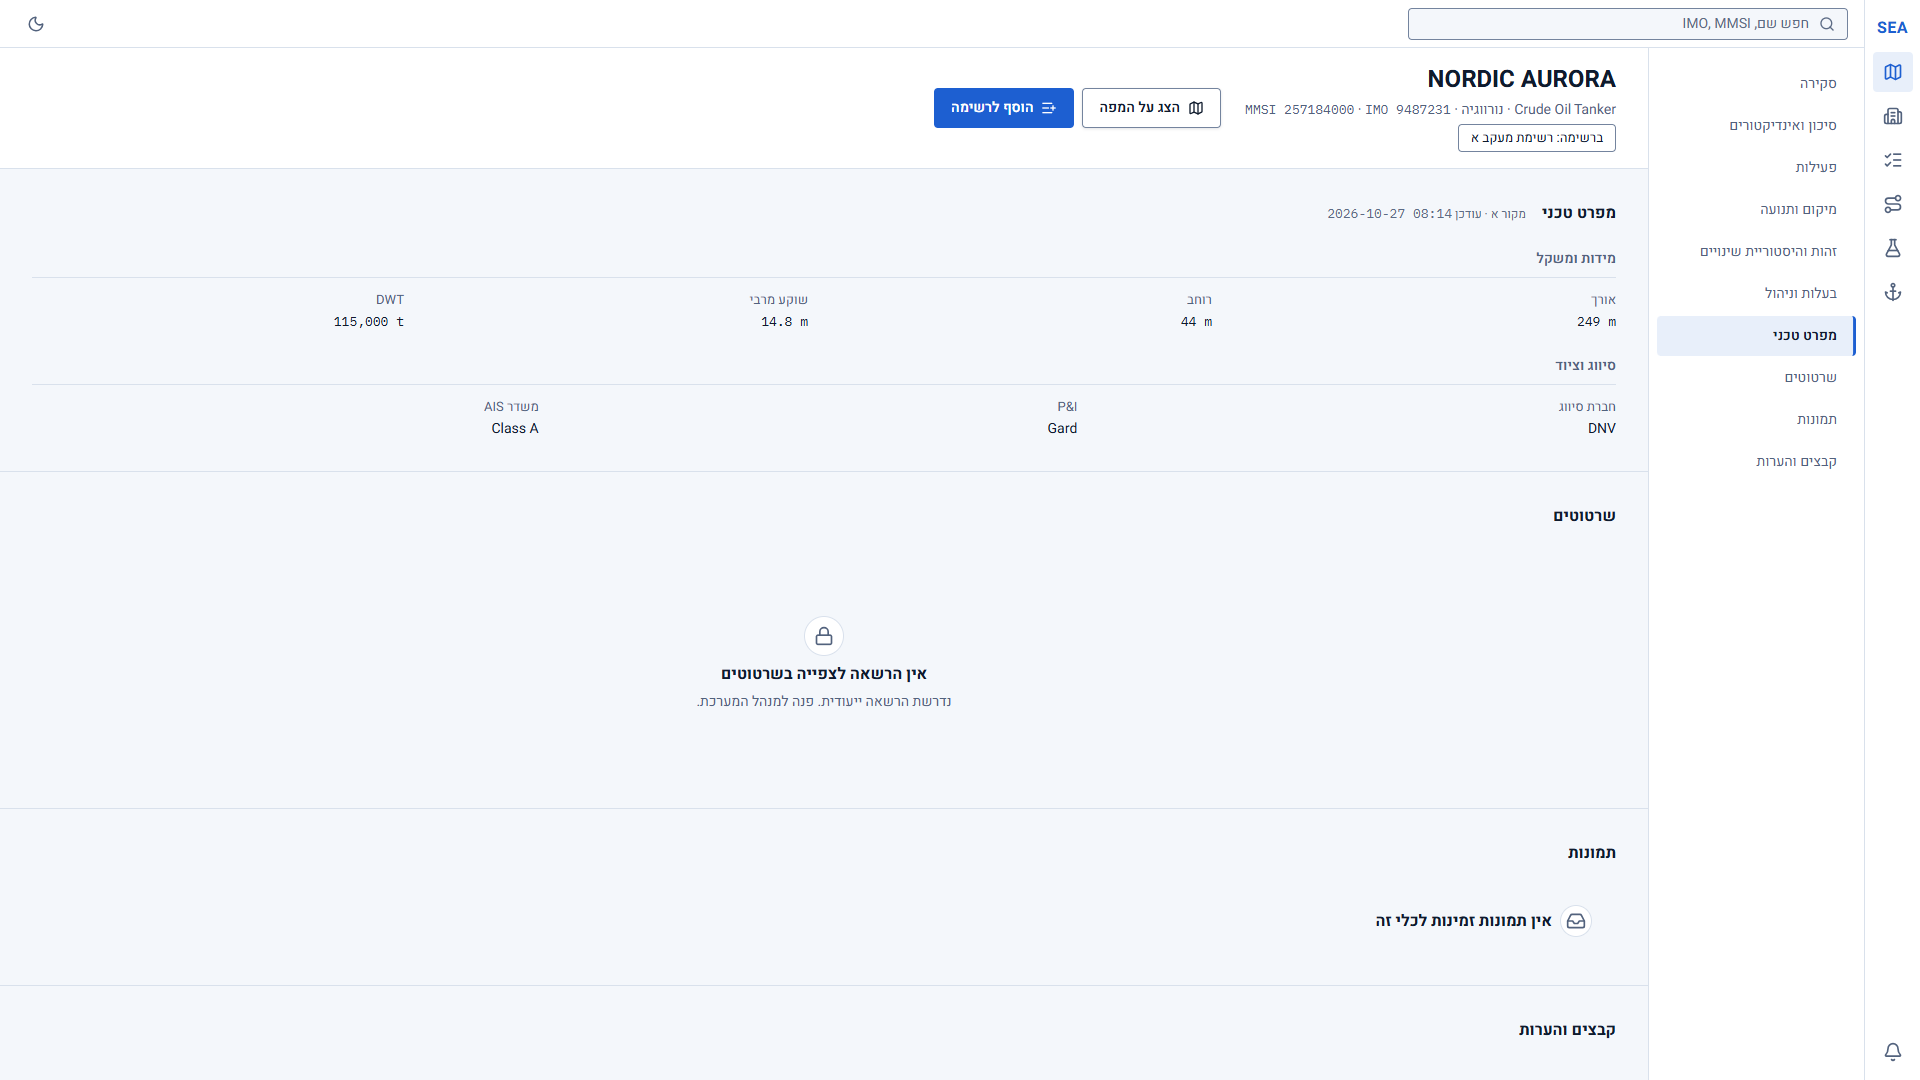 SEA
חפש שם, IMO, MMSI
סקירה
סיכון ואינדיקטורים
פעילות
מיקום ותנועה
זהות והיסטוריית שינויים
בעלות וניהול
מפרט טכני
שרטוטים
תמונות
קבצים והערות
NORDIC AURORA
Crude Oil Tanker · נורווגיה · IMO 9487231 · MMSI 257184000
ברשימה: רשימת מעקב א
הצג על המפה
הוסף לרשימה
מפרט טכני
מקור א · עודכן 2026-10-27 08:14
מידות ומשקל
אורך
249 m
רוחב
44 m
שוקע מרבי
14.8 m
DWT
115,000 t
סיווג וציוד
חברת סיווג
DNV
P&I
Gard
משדר AIS
Class A
שרטוטים
אין הרשאה לצפייה בשרטוטים
נדרשת הרשאה ייעודית. פנה למנהל המערכת.
תמונות
אין תמונות זמינות לכלי זה
קבצים והערות